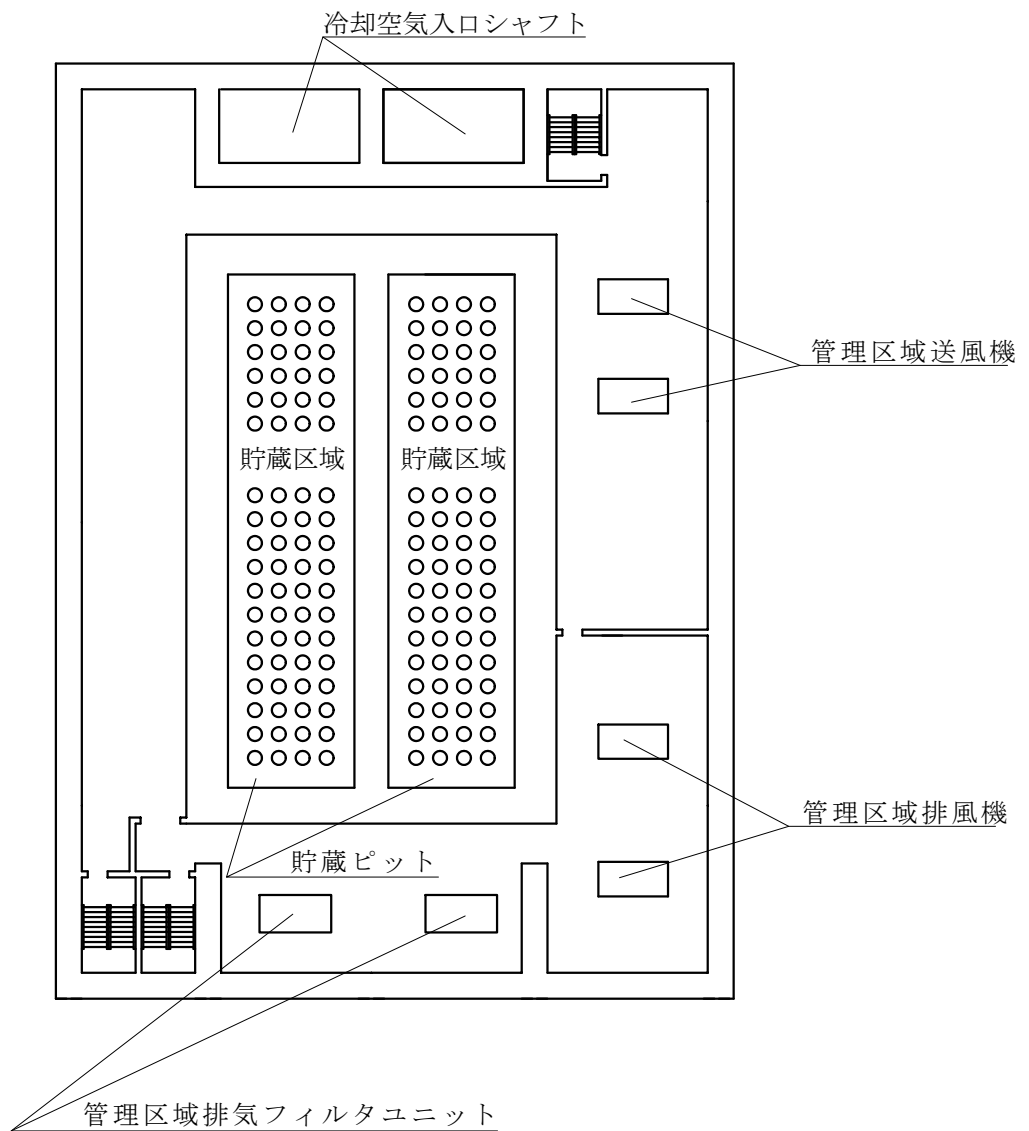 冷却空気入口シャフト
管理区域送風機
貯蔵区域
貯蔵区域
管理区域排風機
貯蔵ピット
管理区域排気フィルタユニット